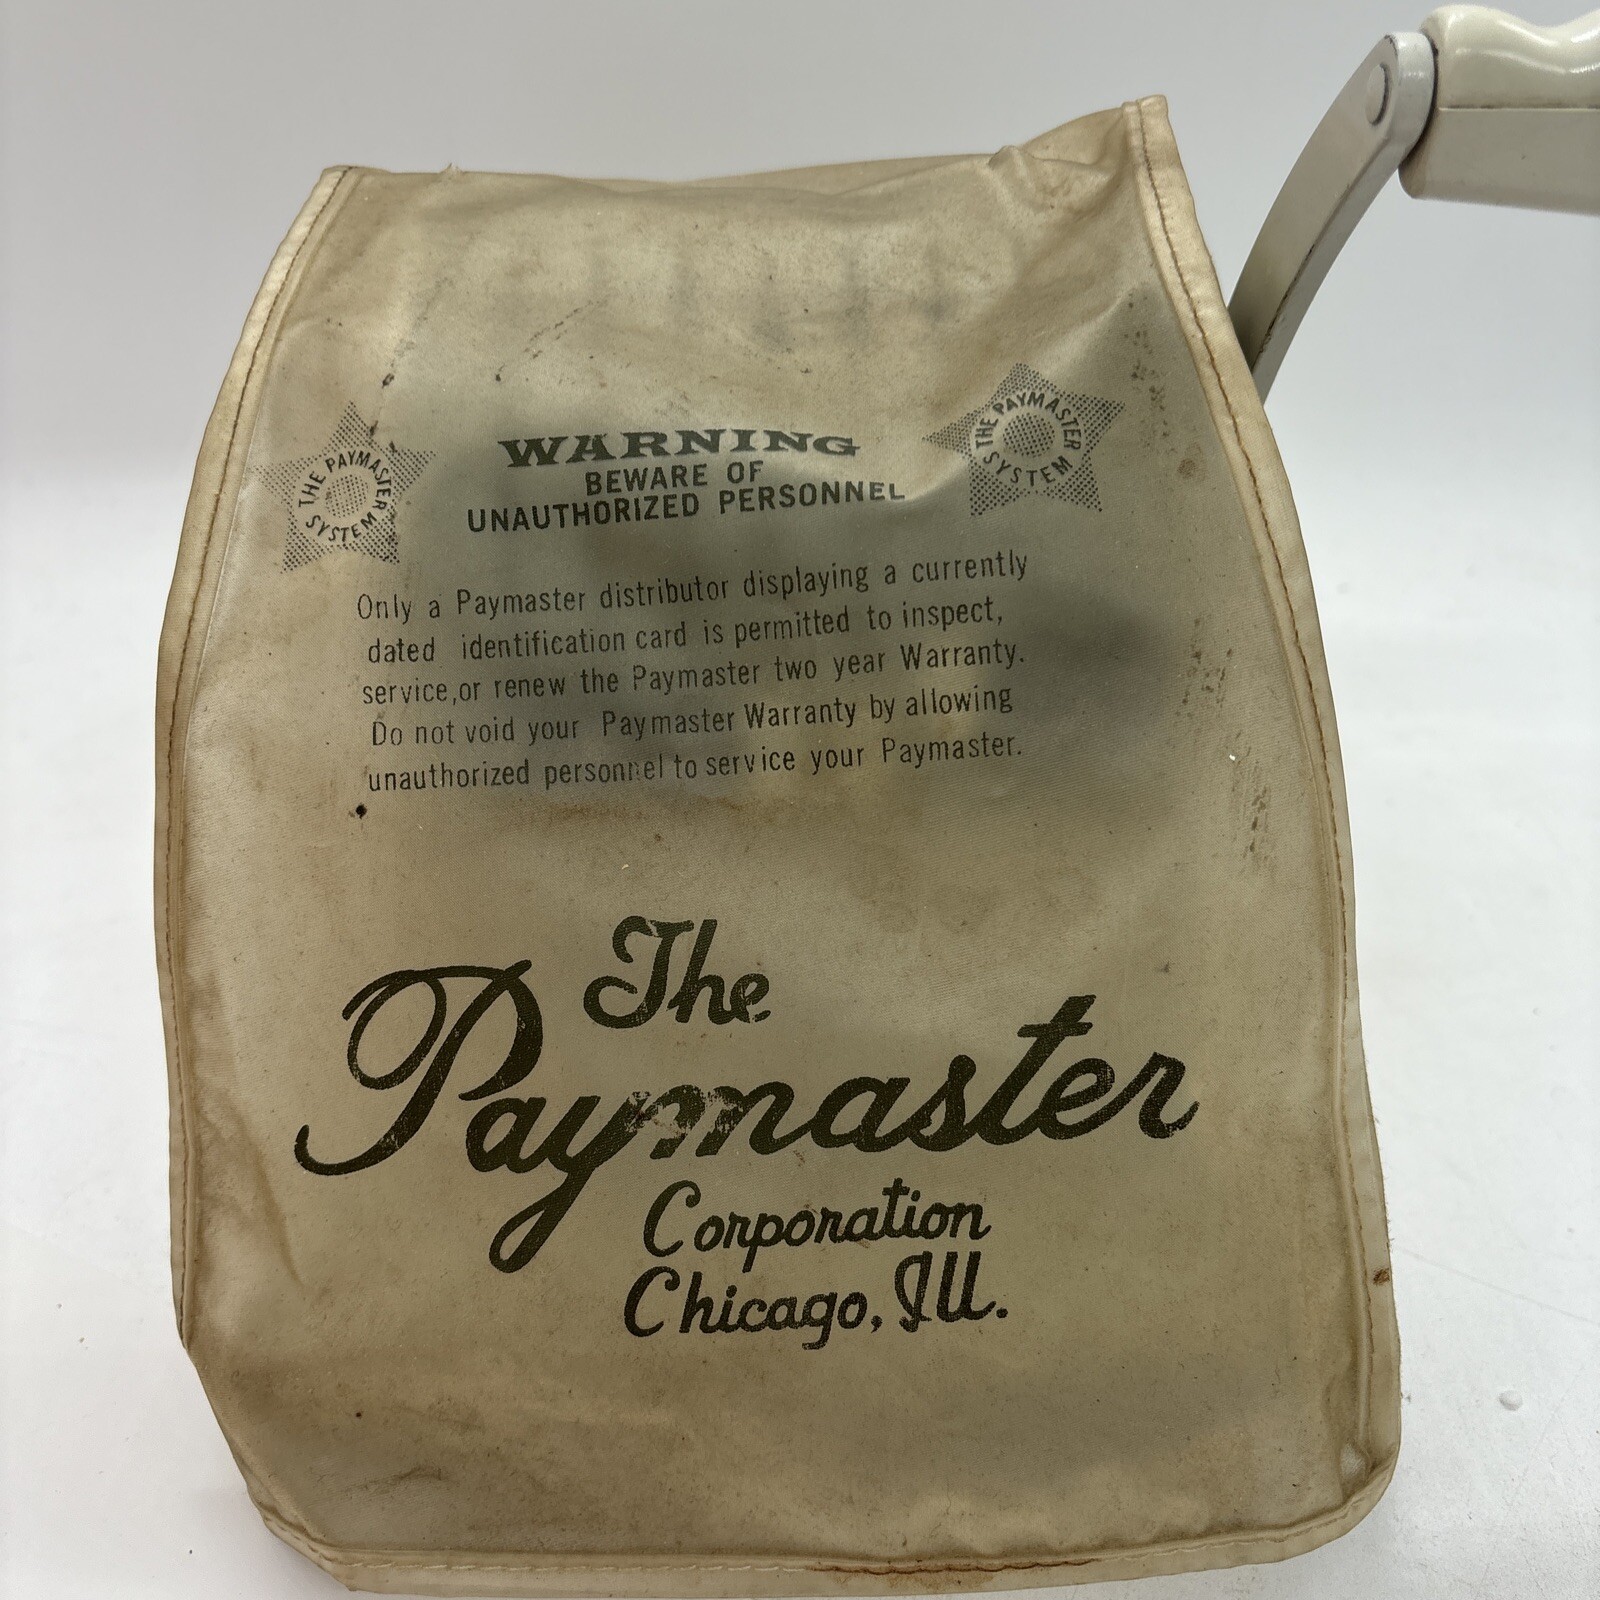 THE PAYMASTER SYSTEM
THE PAYMASTER SYSTEM
WARNING
BEWARE OF
UNAUTHORIZED PERSONNEL
Only a Paymaster distributor displaying a currently
dated identification card is permitted to inspect,
service,or renew the Paymaster two year Warranty.
Do not void your Paymaster Warranty by allowing
unauthorized personnel to service your Paymaster.
The
Paymaster
Corporation
Chicago, Ill.